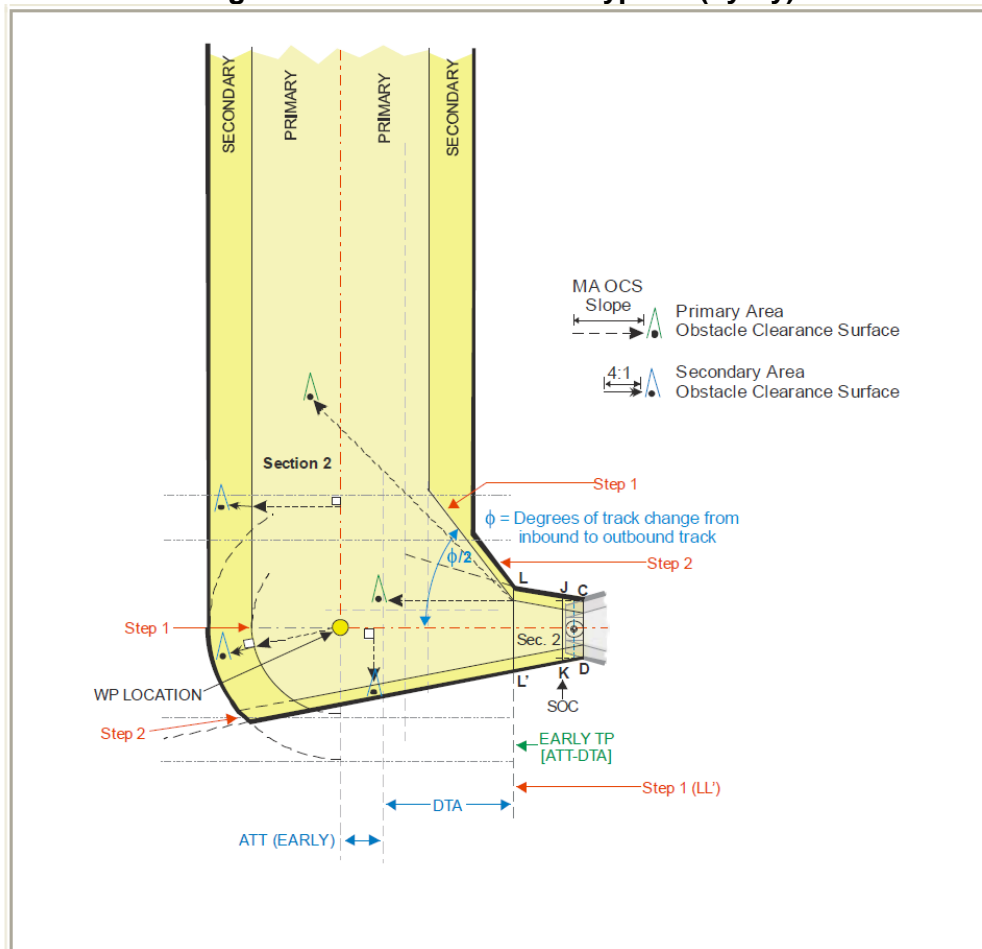 SECONDARY
PRIMARY
PRIMARY
SECONDARY
MA OCS
Slope
Primary Area
Obstacle Clearance Surface
4:1
Secondary Area
Obstacle Clearance Surface
Section 2
Step 1
ϕ = Degrees of track change from
inbound to outbound track
ϕ/2
Step 2
L
J
C
Step 1
Sec. 2
WP LOCATION
L'
K
D
SOC
Step 2
EARLY TP
[ATT-DTA]
Step 1 (LL')
DTA
ATT (EARLY)